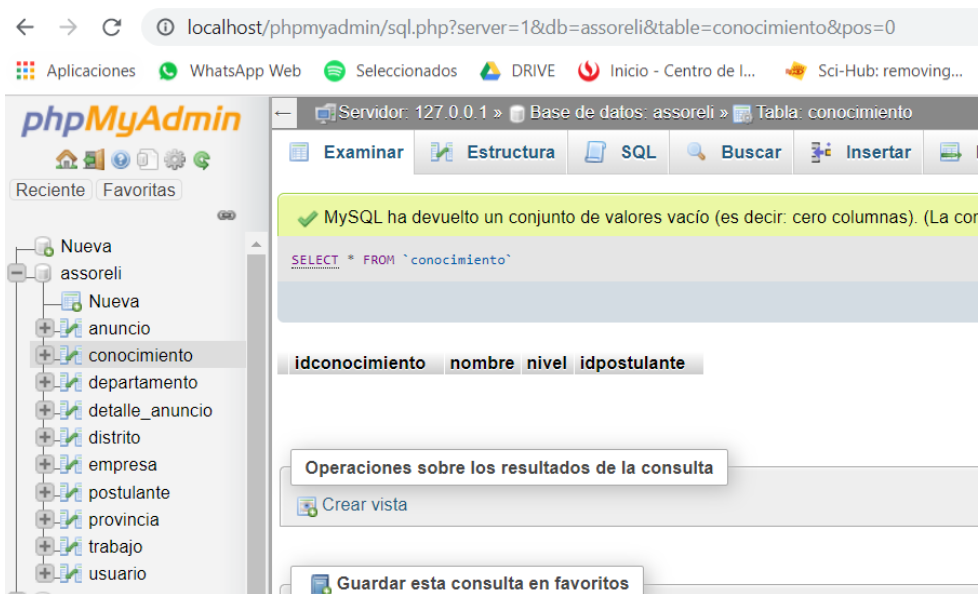 localhost/phpmyadmin/sql.php?server=1&db=assoreli&table=conocimiento&pos=0
Aplicaciones WhatsApp Web Seleccionados DRIVE Inicio - Centro de I... Sci-Hub: removing...
phpMyAdmin
Reciente Favoritas
Nueva
assoreli
Nueva
anuncio
conocimiento
departamento
detalle_anuncio
distrito
empresa
postulante
provincia
trabajo
usuario
Servidor: 127.0.0.1 » Base de datos: assoreli » Tabla: conocimiento
Examinar Estructura SQL Buscar Insertar
MySQL ha devuelto un conjunto de valores vacío (es decir: cero columnas). (La con
SELECT * FROM `conocimiento`
idconocimiento nombre nivel idpostulante
Operaciones sobre los resultados de la consulta
Crear vista
Guardar esta consulta en favoritos